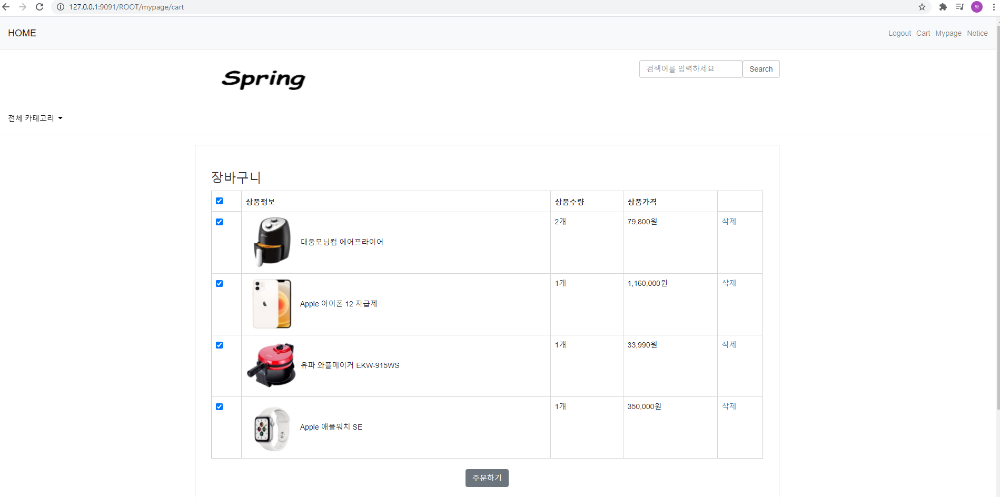 127.0.0.1:9091/ROOT/mypage/cart
와
HOME
Logout Cart Mypage Notice
Spring
검색어를 입력하세요 Search
전체 카테고리
장바구니
상품정보 상품수량 상품가격
대웅모닝컴 에어프라이어 2개 79,800원 삭제
Apple 아이폰 12 자급제 1개 1,160,000원 삭제
유파 와플메이커 EKW-915WS 1개 33,990원 삭제
Apple 애플워치 SE 1개 350,000원 삭제
주문하기